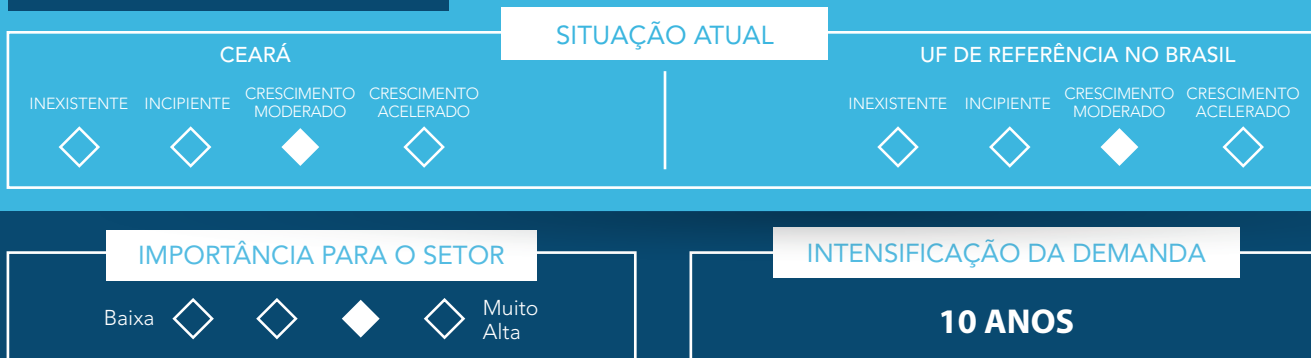 SITUAÇÃO ATUAL
CEARÁ
INEXISTENTE
INCIPIENTE
CRESCIMENTO
MODERADO
CRESCIMENTO
ACELERADO
UF DE REFERÊNCIA NO BRASIL
INEXISTENTE
INCIPIENTE
CRESCIMENTO
MODERADO
CRESCIMENTO
ACELERADO
IMPORTÂNCIA PARA O SETOR
Baixa
Muito
Alta
INTENSIFICAÇÃO DA DEMANDA
10 ANOS